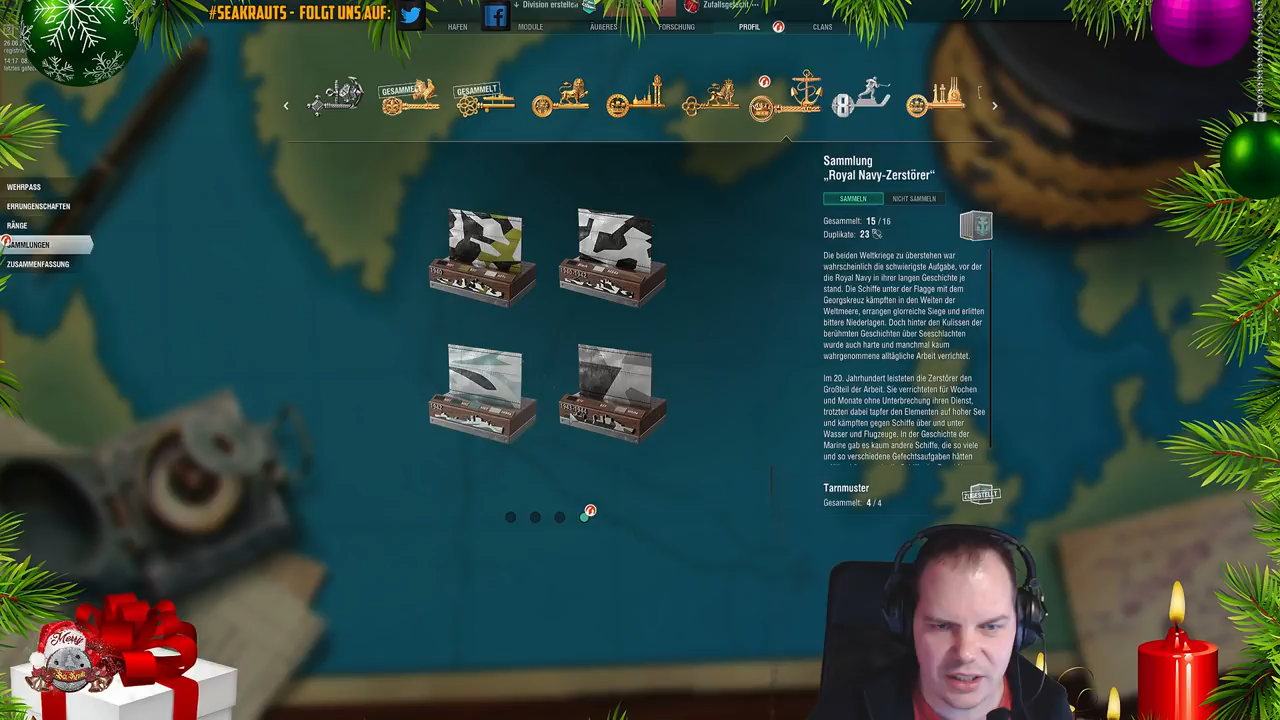 #SEAKRAUTS - FOLGT UNS AUF:
Division erstellen
Zufallsgefecht
HAFEN
MODULE
ÄUßERES
FORSCHUNG
PROFIL
CLANS
GESAMMELT
GESAMMELT
8
WEHRPASS
ERRUNGENSCHAFTEN
RÄNGE
SAMMLUNGEN
ZUSAMMENFASSUNG
Sammlung
„Royal Navy-Zerstörer“
SAMMELN
NICHT SAMMELN
Gesammelt: 15 / 16
Duplikate: 23
Die beiden Weltkriege zu überstehen war
wahrscheinlich die schwierigste Aufgabe, vor der
die Royal Navy in ihrer langen Geschichte je
stand. Die Schiffe unter der Flagge mit dem
Georgskreuz kämpften in den Weiten der
Weltmeere, errangen glorreiche Siege und erlitten
bittere Niederlagen. Doch hinter den Kulissen der
berühmten Geschichten über Seeschlachten
wurde auch harte und manchmal kaum
wahrgenommene alltägliche Arbeit verrichtet.
Im 20. Jahrhundert leisteten die Zerstörer den
Großteil der Arbeit. Sie verrichteten für Wochen
und Monate ohne Unterbrechung ihren Dienst,
trotzten dabei tapfer den Elementen auf hoher See
und kämpften gegen Schiffe über und unter
Wasser und Flugzeuge. In der Geschichte der
Marine gab es kaum andere Schiffe, die so viele
und so verschiedene Gefechtsaufgaben hätten
1940
1940-1942
1942
Tarnmuster
ZUGESTELLT
Gesammelt: 4 / 4
Merry